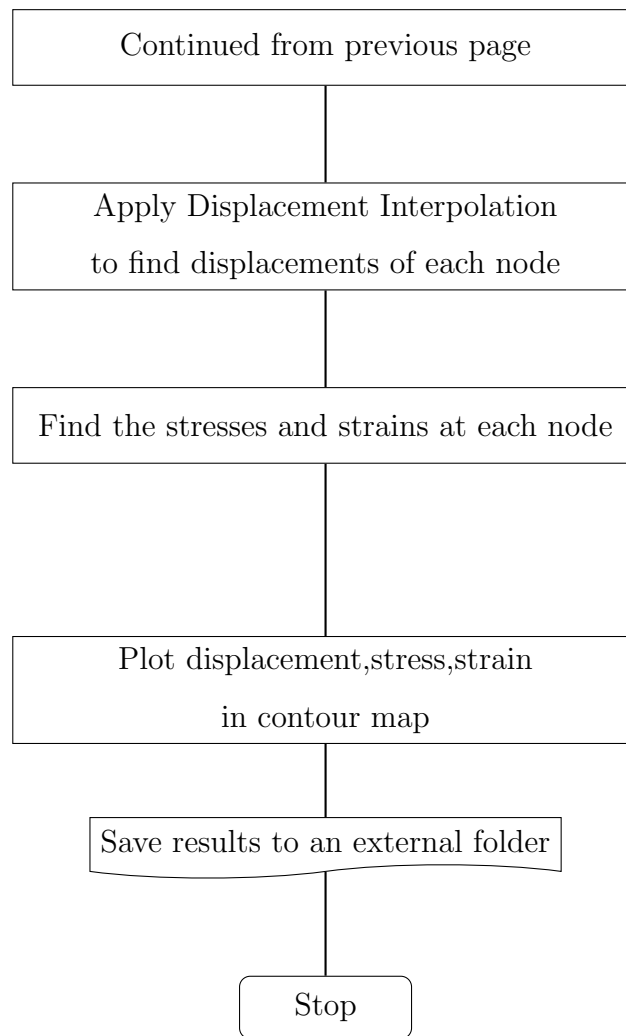 Continued from previous page
Apply Displacement Interpolation
to find displacements of each node
Find the stresses and strains at each node
Plot displacement,stress,strain
in contour map
Save results to an external folder
Stop